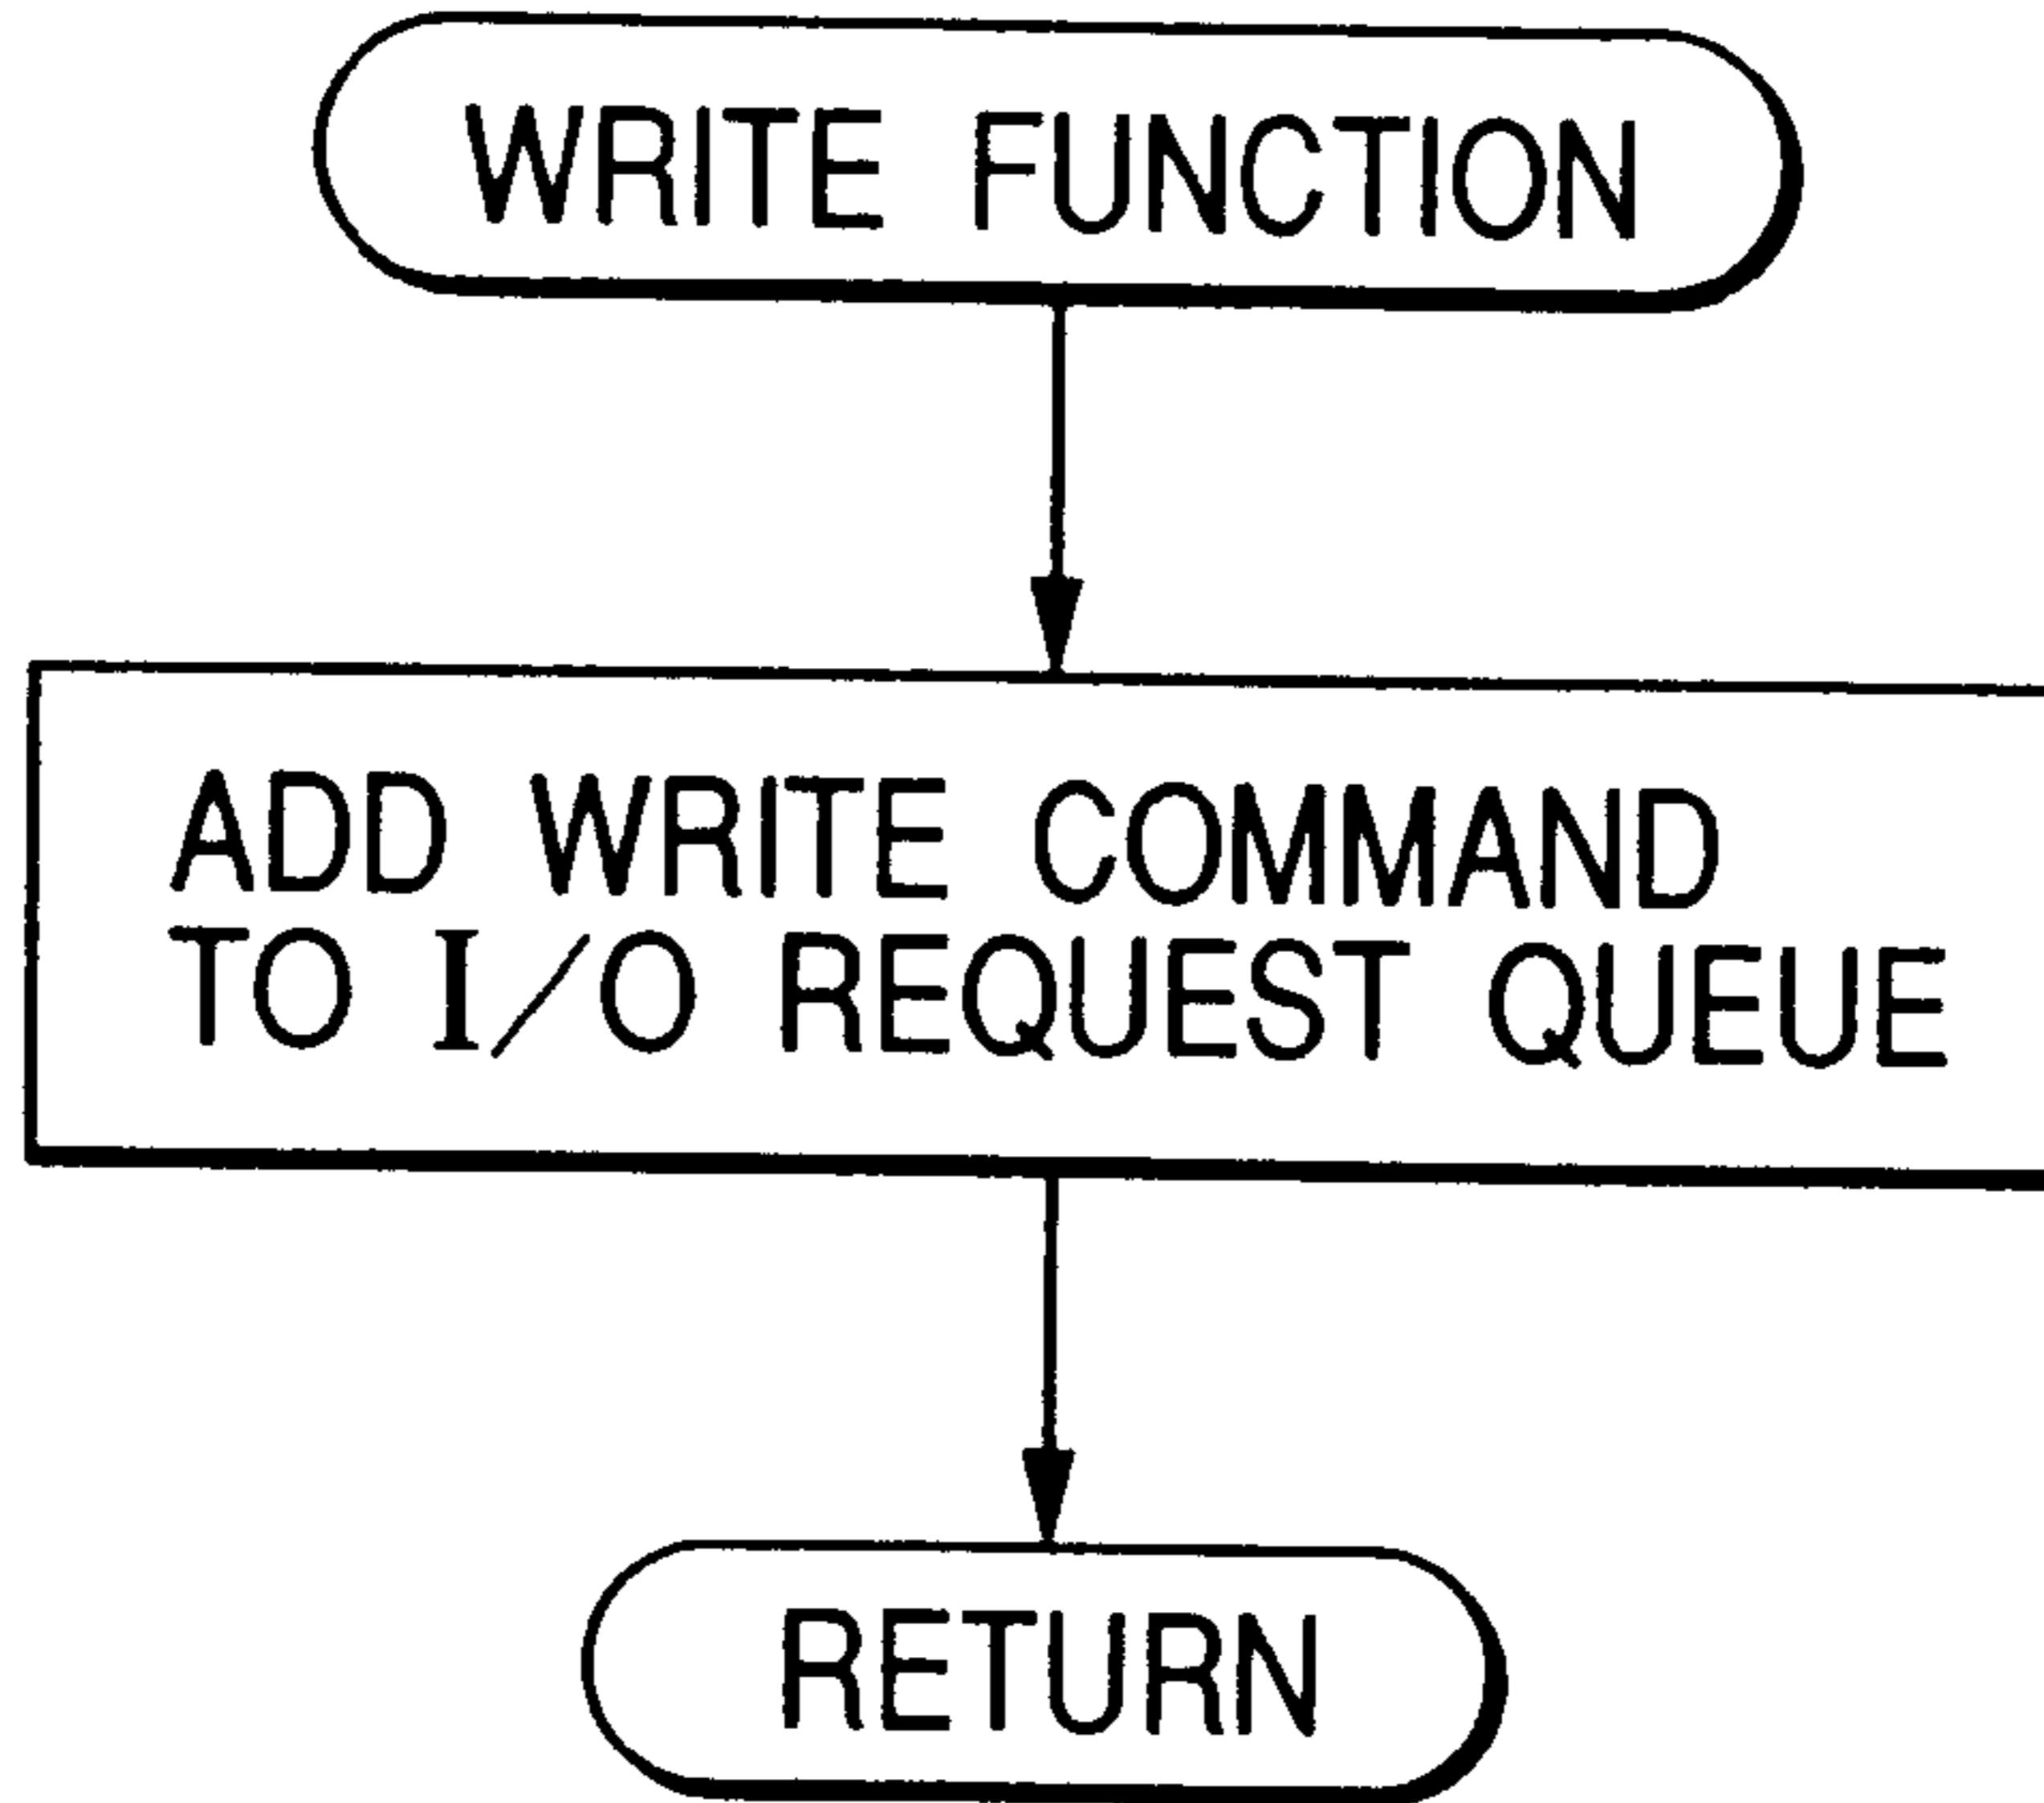 WRITE FUNCTION
ADD WRITE COMMAND
TO I/O REQUEST QUEUE
RETURN